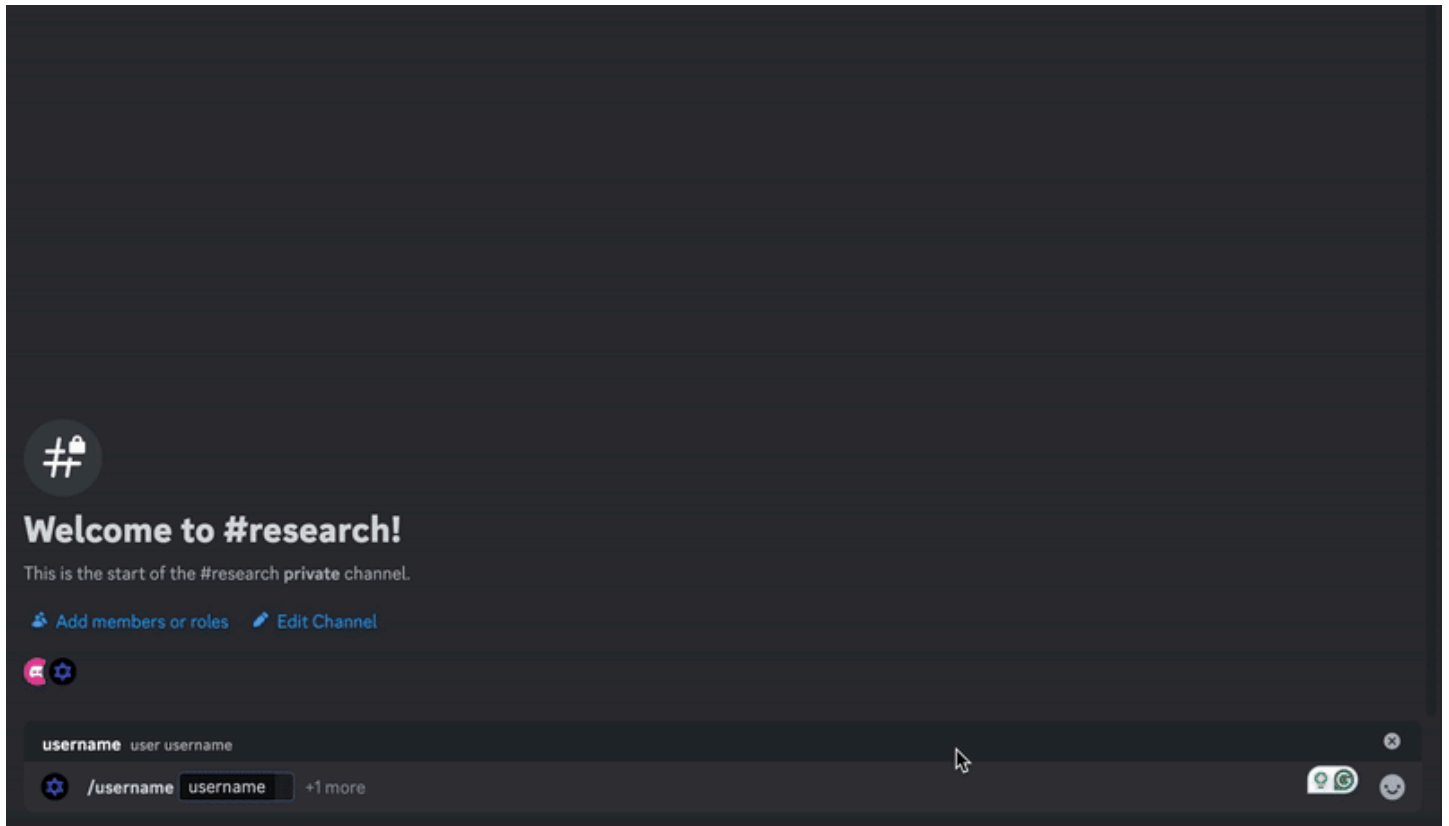 Welcome to #research!
This is the start of the #research private channel.
Add members or roles Edit Channel
username user username
/username username +1 more